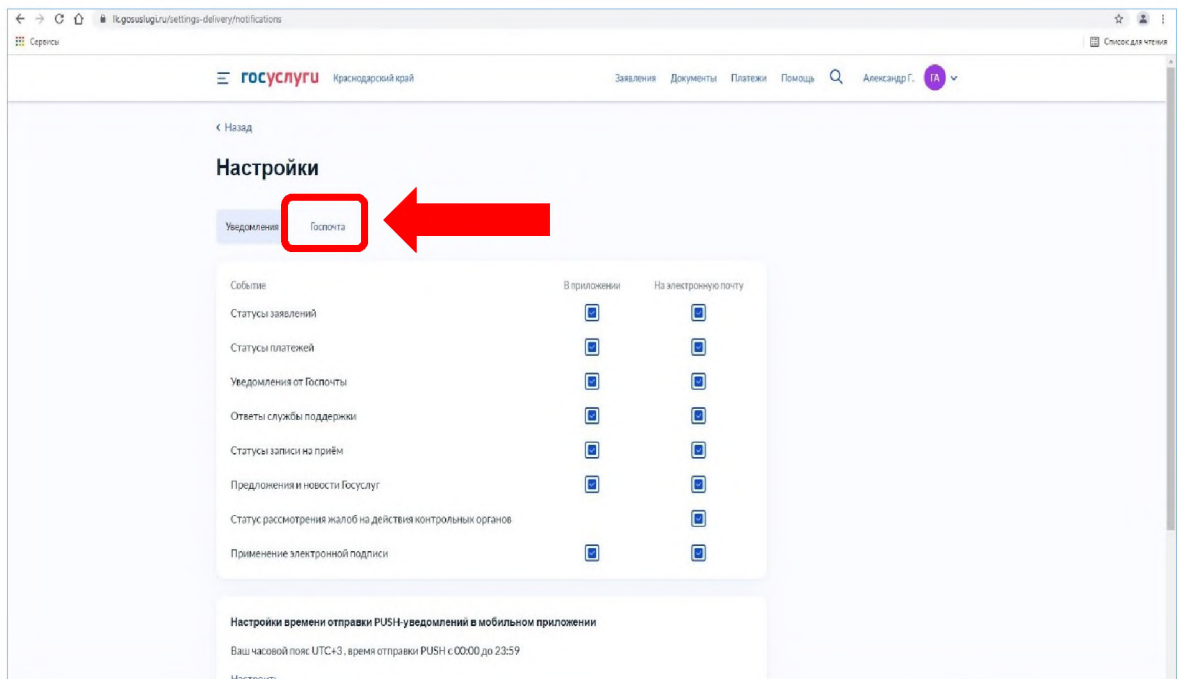 lk.gosuslugi.ru/settings-delivery/notifications
Сервисы
Список для чтения
госуслуги Краснодарский край Заявления Документы Платежи Помощь Александр Г. ГА
Назад
Настройки
Уведомления Госпочта
Событие В приложении На электронную почту
Статусы заявлений
Статусы платежей
Уведомления от Госпочты
Ответы службы поддержки
Статусы записи на приём
Предложения и новости Госуслуг
Статус рассмотрения жалоб на действия контрольных органов
Применение электронной подписи
Настройки времени отправки PUSH-уведомлений в мобильном приложении
Ваш часовой пояс UTC+3 , время отправки PUSH с 00:00 до 23:59
Настроить